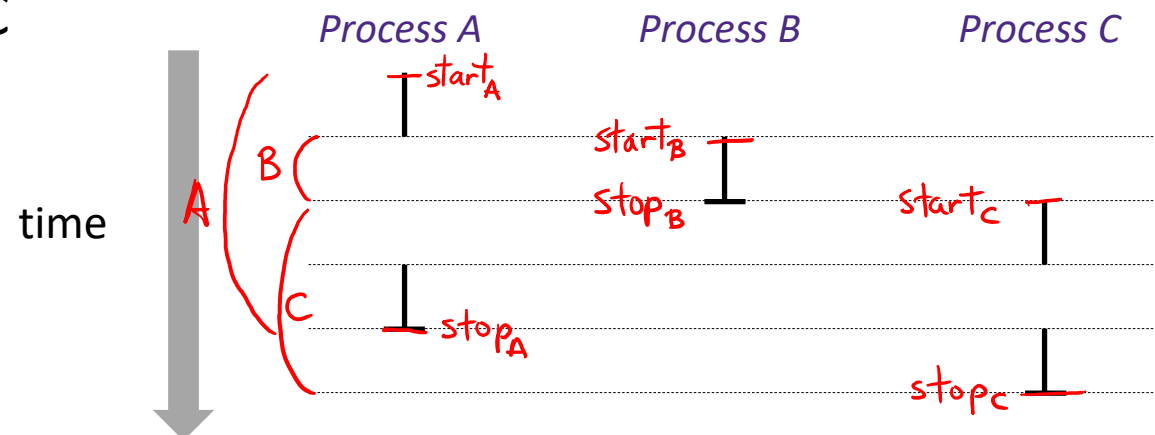 Process A Process B Process C
start_A
start_B
B
stop_B start_C
A
time
C
stop_A
stop_C